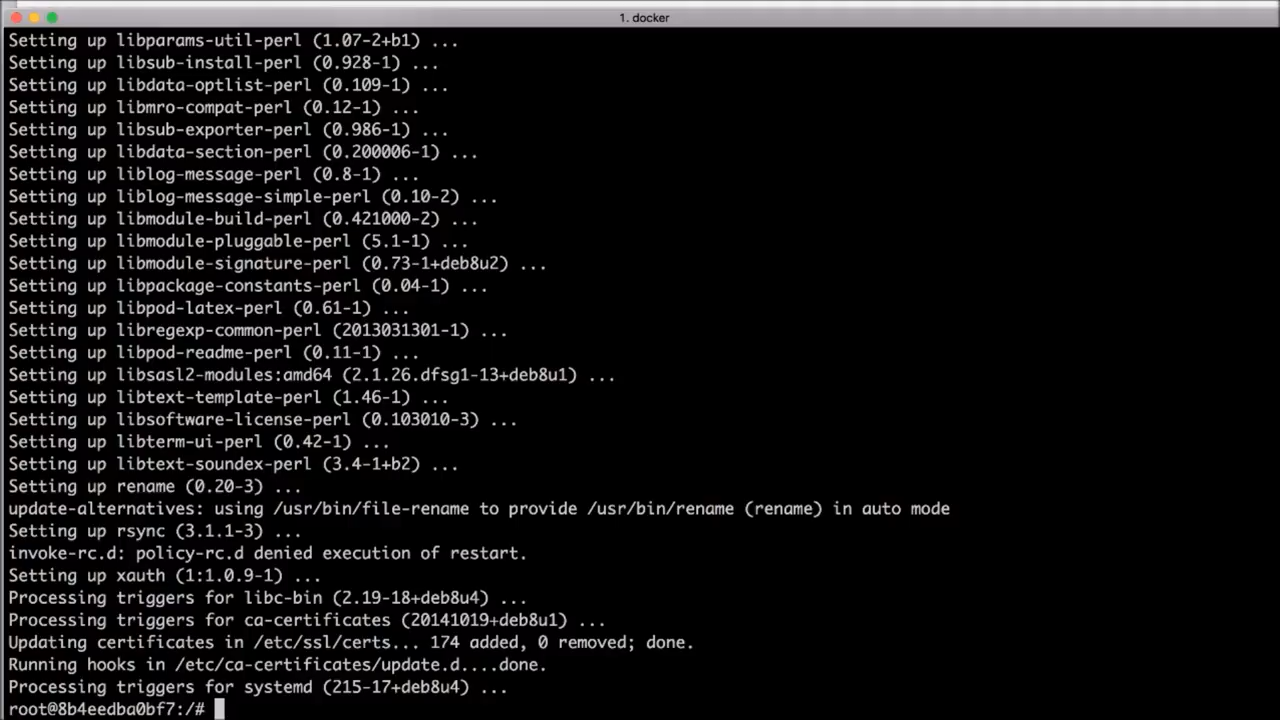 1. docker
Setting up libparams-util-perl (1.07-2+b1) ...
Setting up libsub-install-perl (0.928-1) ...
Setting up libdata-optlist-perl (0.109-1) ...
Setting up libmro-compat-perl (0.12-1) ...
Setting up libsub-exporter-perl (0.986-1) ...
Setting up libdata-section-perl (0.200006-1) ...
Setting up liblog-message-perl (0.8-1) ...
Setting up liblog-message-simple-perl (0.10-2) ...
Setting up libmodule-build-perl (0.421000-2) ...
Setting up libmodule-pluggable-perl (5.1-1) ...
Setting up libmodule-signature-perl (0.73-1+deb8u2) ...
Setting up libpackage-constants-perl (0.04-1) ...
Setting up libpod-latex-perl (0.61-1) ...
Setting up libregexp-common-perl (2013031301-1) ...
Setting up libpod-readme-perl (0.11-1) ...
Setting up libsasl2-modules:amd64 (2.1.26.dfsg1-13+deb8u1) ...
Setting up libtext-template-perl (1.46-1) ...
Setting up libsoftware-license-perl (0.103010-3) ...
Setting up libterm-ui-perl (0.42-1) ...
Setting up libtext-soundex-perl (3.4-1+b2) ...
Setting up rename (0.20-3) ...
update-alternatives: using /usr/bin/file-rename to provide /usr/bin/rename (rename) in auto mode
Setting up rsync (3.1.1-3) ...
invoke-rc.d: policy-rc.d denied execution of restart.
Setting up xauth (1:1.0.9-1) ...
Processing triggers for libc-bin (2.19-18+deb8u4) ...
Processing triggers for ca-certificates (20141019+deb8u1) ...
Updating certificates in /etc/ssl/certs... 174 added, 0 removed; done.
Running hooks in /etc/ca-certificates/update.d....done.
Processing triggers for systemd (215-17+deb8u4) ...
root@8b4eedba0bf7:/#